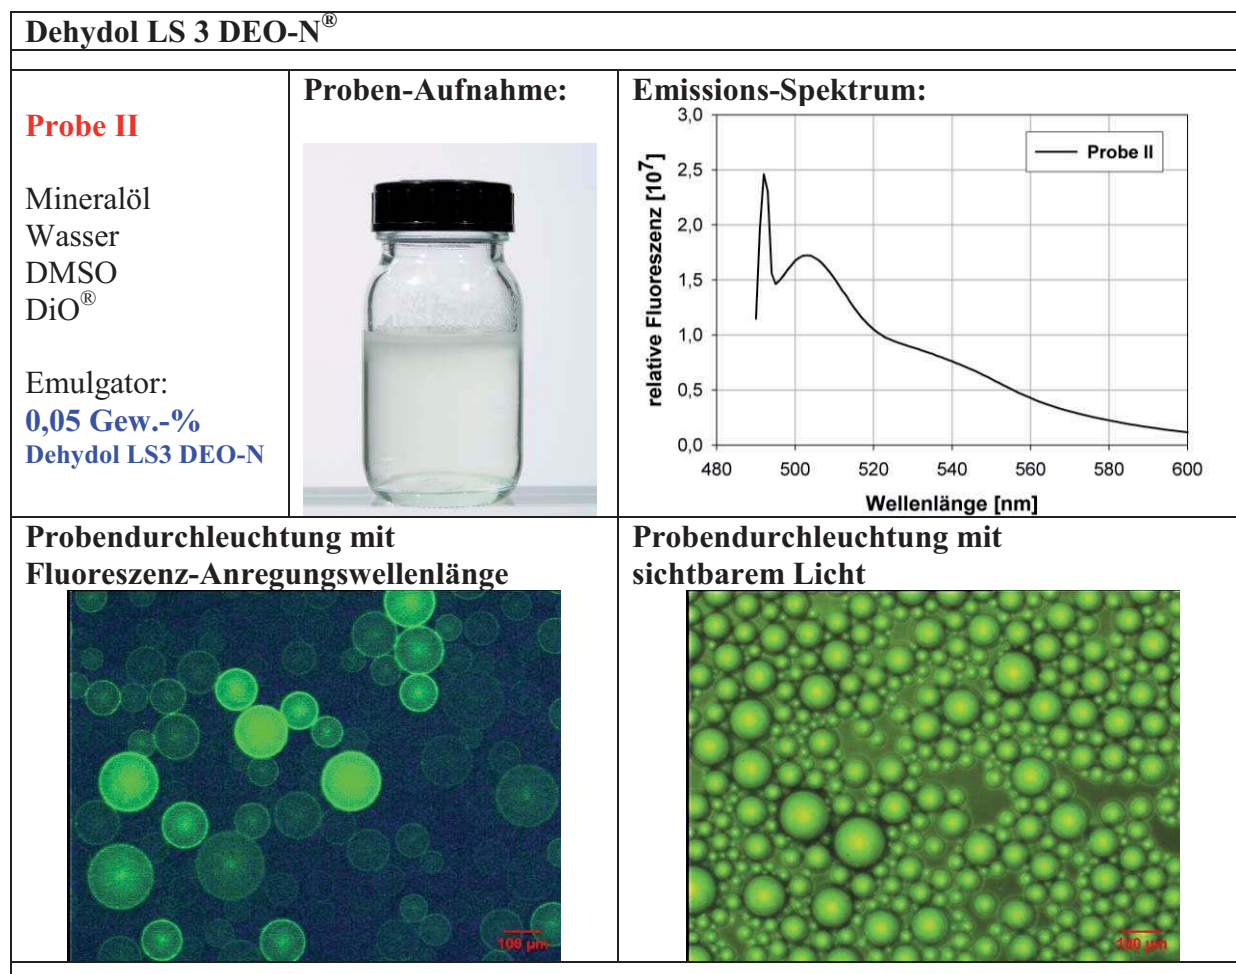 Dehydol LS 3 DEO-N®
Probe II
Mineralöl
Wasser
DMSO
DiO®
Emulgator:
0,05 Gew.-%
Dehydol LS3 DEO-N
Proben-Aufnahme:
Emissions-Spektrum:
3,0
2,5
2,0
1,5
1,0
0,5
0,0
relative Fluoreszenz [10⁷]
Probe II
480 500 520 540 560 580 600
Wellenlänge [nm]
Probendurchleuchtung mit
Fluoreszenz-Anregungswellenlänge
100 µm
Probendurchleuchtung mit
sichtbarem Licht
100 µm